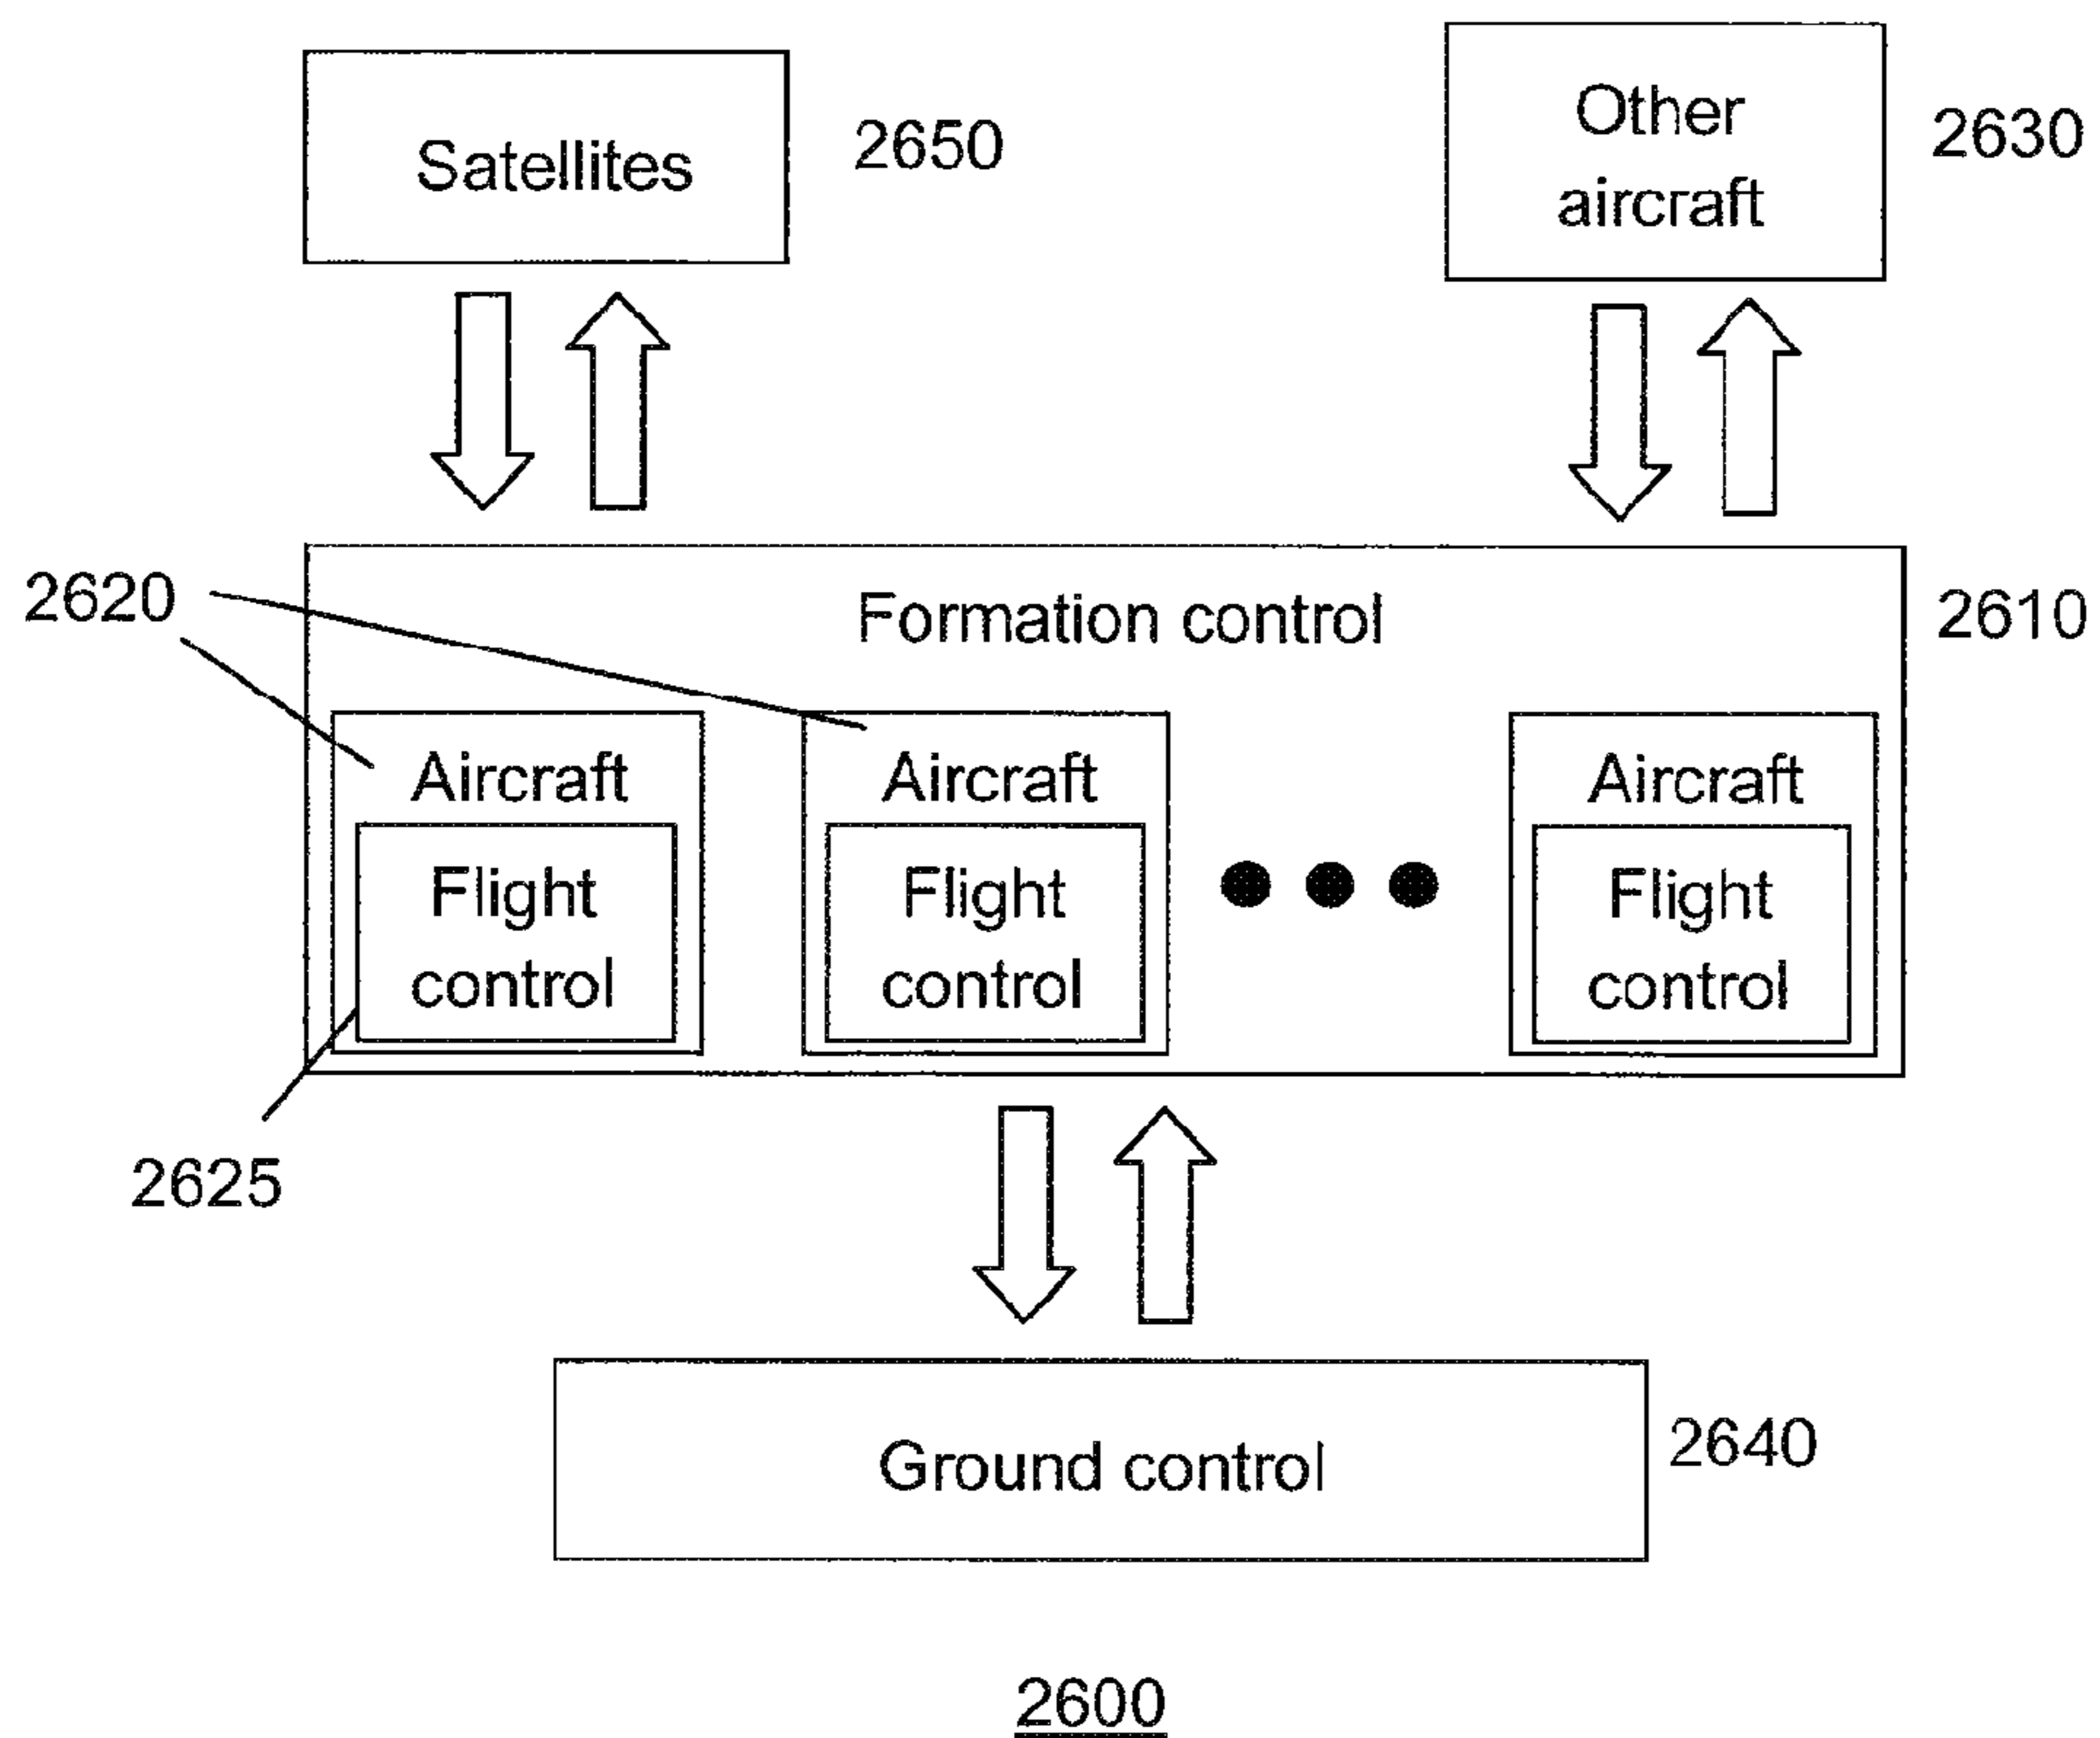 Satellites
2650
Other
aircraft
2630
2620
Formation control
2610
Aircraft
Flight
control
Aircraft
Flight
control
Aircraft
Flight
control
2625
Ground control
2640
2600